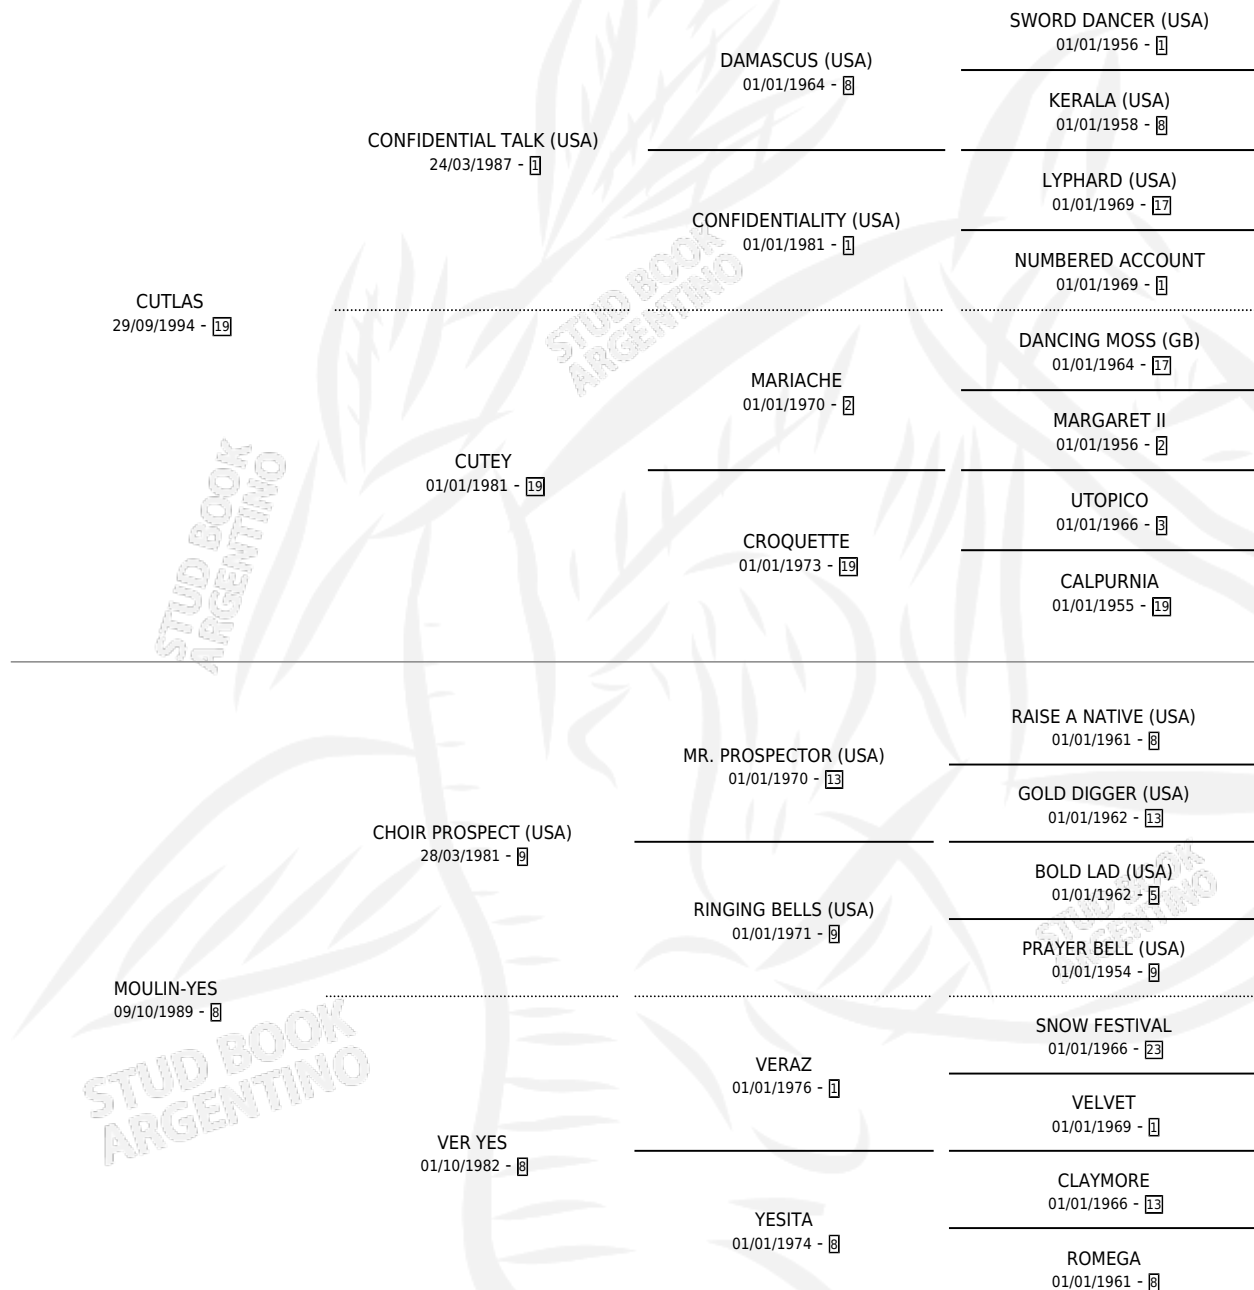 SWORD DANCER (USA)
01/01/1956 - 1
DAMASCUS (USA)
01/01/1964 - 8
KERALA (USA)
01/01/1958 - 8
CONFIDENTIAL TALK (USA)
24/03/1987 - 1
LYPHARD (USA)
01/01/1969 - 17
CONFIDENTIALITY (USA)
01/01/1981 - 1
NUMBERED ACCOUNT
01/01/1969 - 1
CUTLAS
29/09/1994 - 19
DANCING MOSS (GB)
01/01/1964 - 17
MARIACHE
01/01/1970 - 2
MARGARET II
01/01/1956 - 2
CUTEY
01/01/1981 - 19
UTOPICO
01/01/1966 - 3
CROQUETTE
01/01/1973 - 19
CALPURNIA
01/01/1955 - 19
RAISE A NATIVE (USA)
01/01/1961 - 8
MR. PROSPECTOR (USA)
01/01/1970 - 13
GOLD DIGGER (USA)
01/01/1962 - 13
CHOIR PROSPECT (USA)
28/03/1981 - 9
BOLD LAD (USA)
01/01/1962 - 5
RINGING BELLS (USA)
01/01/1971 - 9
PRAYER BELL (USA)
01/01/1954 - 9
MOULIN-YES
09/10/1989 - 8
SNOW FESTIVAL
01/01/1966 - 23
VERAZ
01/01/1976 - 1
VELVET
01/01/1969 - 1
VER YES
01/10/1982 - 8
CLAYMORE
01/01/1966 - 13
YESITA
01/01/1974 - 8
ROMEGA
01/01/1961 - 8
STUD BOOK
ARGENTINO
STUD BOOK
ARGENTINO
STUD BOOK
ARGENTINO
STUD BOOK
ARGENTINO